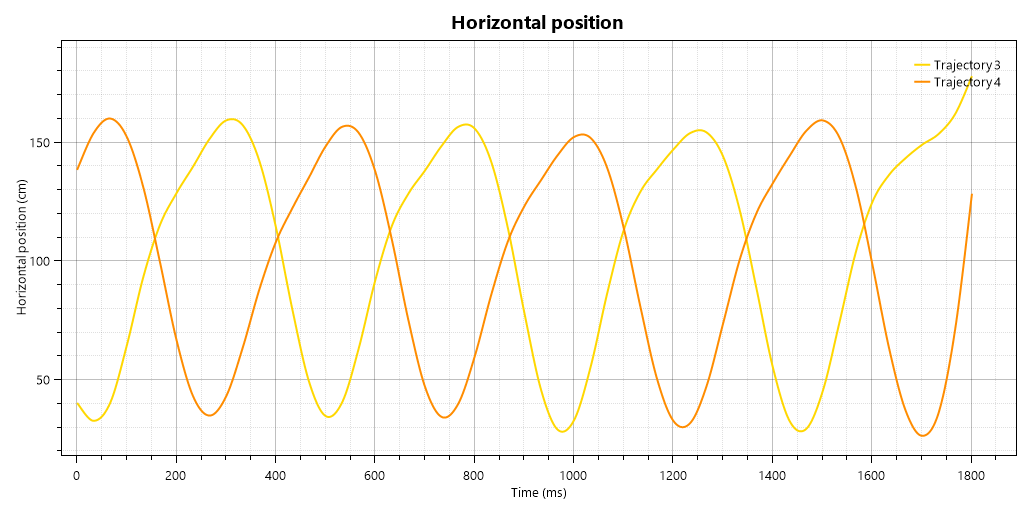 Horizontal position
Trajectory 3
Trajectory 4
150
100
50
Horizontal position (cm)
0 200 400 600 800 1000 1200 1400 1600 1800
Time (ms)